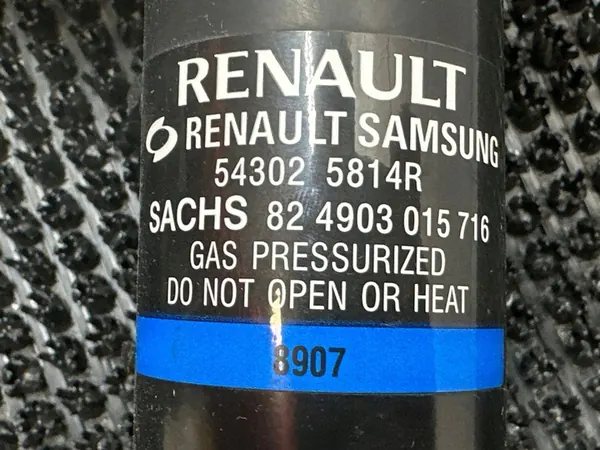 RENAULT
RENAULT SAMSUNG
54302 5814R
SACHS 82 4903 015 716
GAS PRESSURIZED
DO NOT OPEN OR HEAT
8907